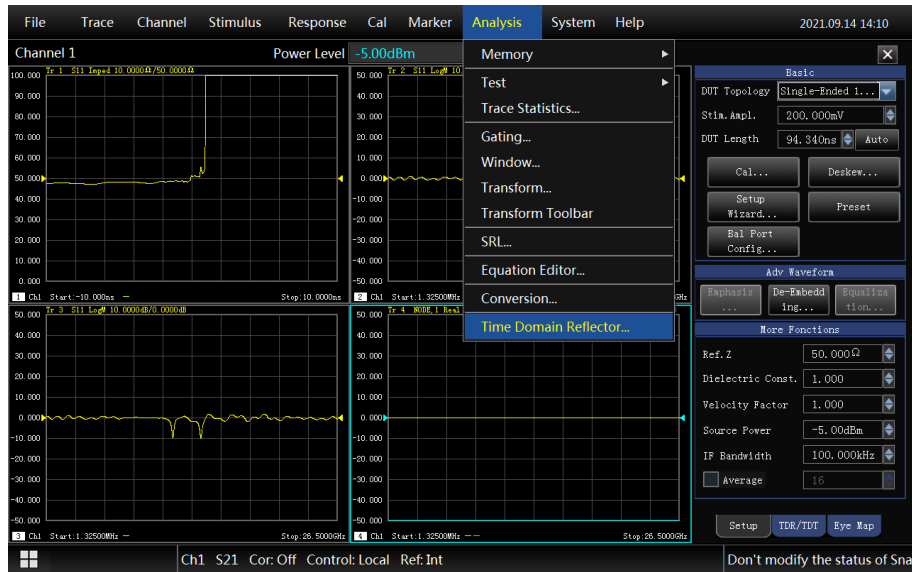 File Trace Channel Stimulus Response Cal Marker Analysis System Help 2021.09.14 14:10
Channel 1 Power Level -5.00dBm
Memory
Test
Trace Statistics...
Gating...
Window...
Transform...
Transform Toolbar
SRL...
Equation Editor...
Conversion...
Time Domain Reflector...
Tr 1 S11 Imped 10.0000Ω/50.0000Ω
100.000
90.000
80.000
70.000
60.000
50.000
40.000
30.000
20.000
10.000
0.000
1 Ch1 Start:-10.000ns — Stop:10.0000ns
Tr 2 S11 LogM 10
50.000
40.000
30.000
20.000
10.000
0.000
-10.000
-20.000
-30.000
-40.000
-50.000
2 Ch1 Start:1.32500MHz GHz
Tr 3 S11 LogM 10.0000dB/0.0000dB
50.000
40.000
30.000
20.000
10.000
0.000
-10.000
-20.000
-30.000
-40.000
-50.000
3 Ch1 Start:1.32500MHz — Stop:26.5000GHz
Tr 4 NODE,1 Real
50.000
40.000
30.000
20.000
10.000
0.000
-10.000
-20.000
-30.000
-40.000
-50.000
4 Ch1 Start:1.32500MHz — — Stop:26.5000GHz
Basic
DUT Topology Single-Ended 1...
Stim.Ampl. 200.000mV
DUT Length 94.340ns Auto
Cal... Deskew...
Setup
Wizard...
Preset
Bal Port
Config...
Adv Waveform
Emphasis
...
De-Embedd
ing...
Equaliza
tion...
More Fonctions
Ref.Z 50.000Ω
Dielectric Const. 1.000
Velocity Factor 1.000
Source Power -5.00dBm
IF Bandwidth 100.000kHz
Average 16
Setup TDR/TDT Eye Map
Ch1 S21 Cor: Off Control: Local Ref: Int Don't modify the status of Sna